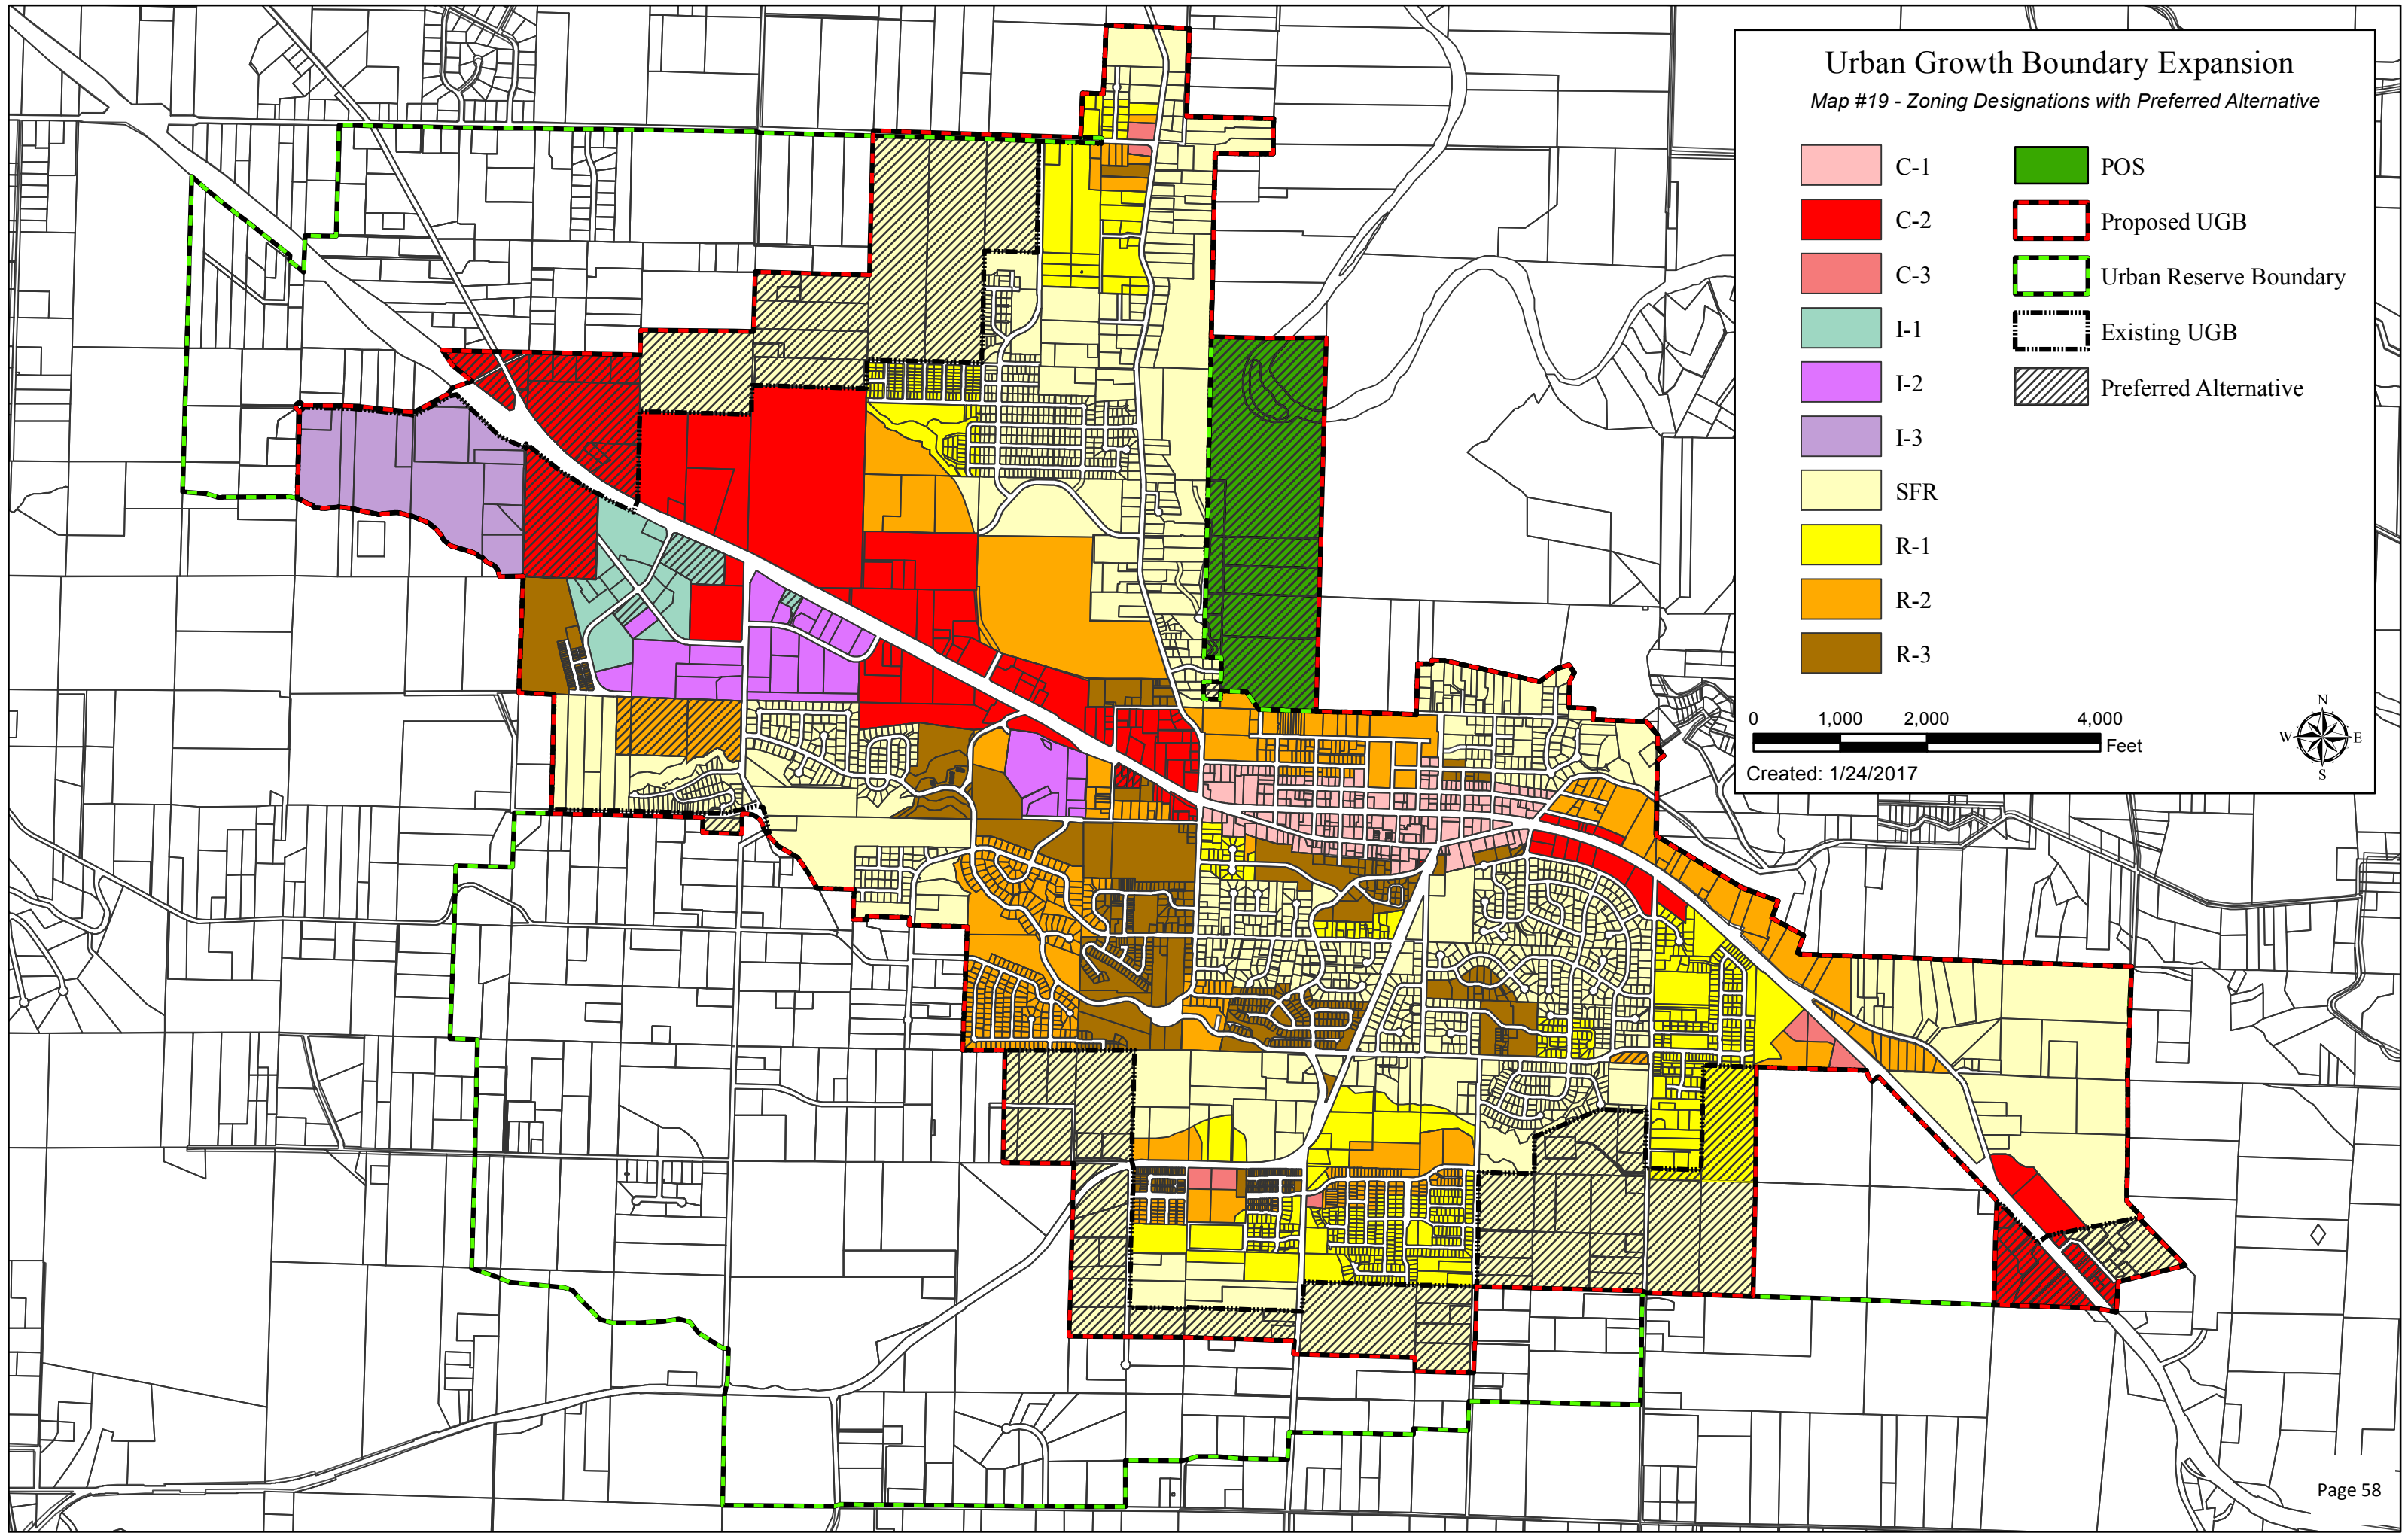 Urban Growth Boundary Expansion
Map #19 - Zoning Designations with Preferred Alternative
C-1
C-2
C-3
I-1
I-2
I-3
SFR
R-1
R-2
R-3
POS
Proposed UGB
Urban Reserve Boundary
Existing UGB
Preferred Alternative
0 1,000 2,000 4,000
Feet
Created: 1/24/2017
N
W E
S
Page 58